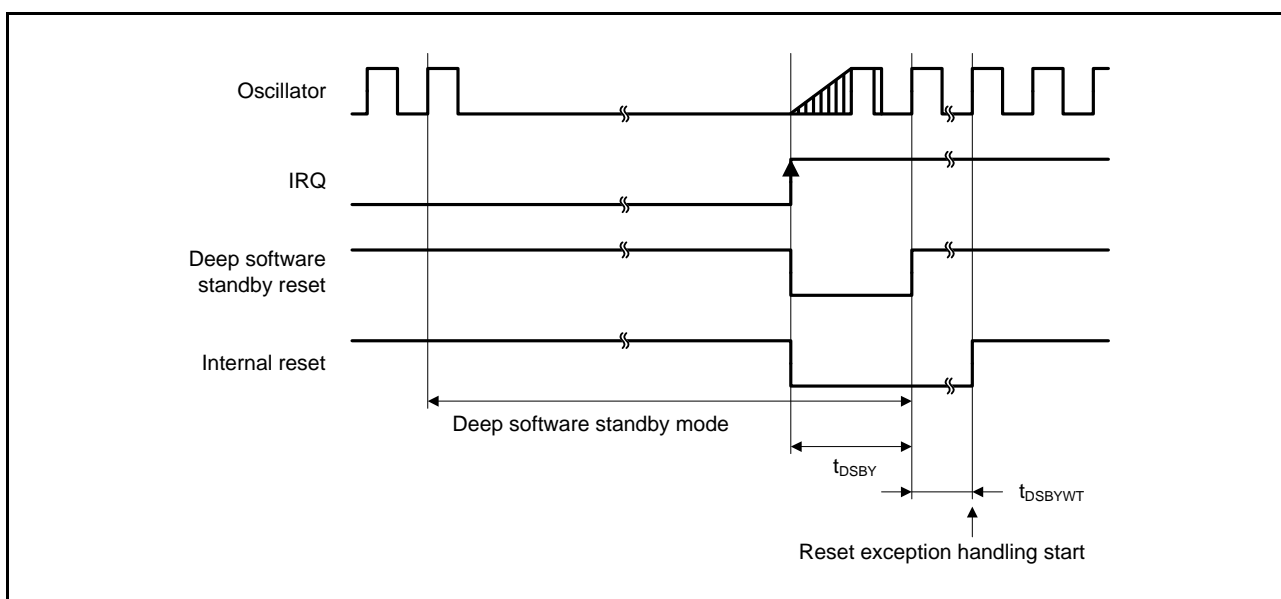 Oscillator
IRQ
Deep software
standby reset
Internal reset
Deep software standby mode
tDSBY
tDSBYWT
Reset exception handling start